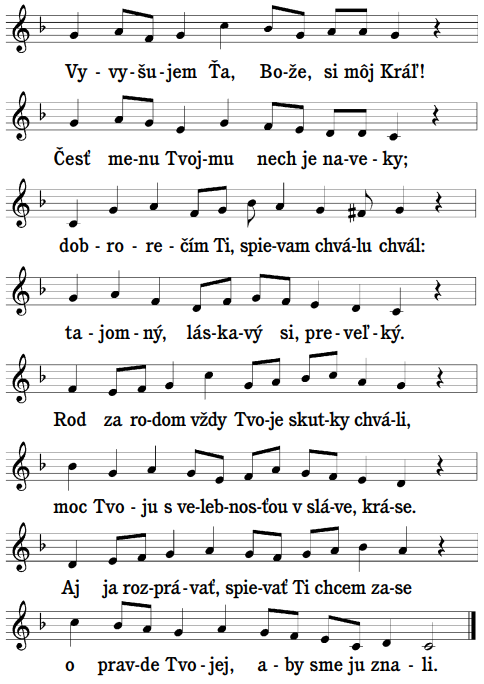 Vy - vy-šu-jem Ťa, Bo-že, si môj Kráľ!
Česť me-nu Tvoj-mu nech je na-ve-ky;
dob-ro-re-čím Ti, spie-vam chvá-lu chvál:
ta-jom-ný, lás-ka-vý si, pre-veľ-ký.
Rod za ro-dom vždy Tvo-je skut-ky chvá-li,
moc Tvo-ju s ve-leb-nos-ťou v slá-ve, krá-se.
Aj ja roz-prá-vať, spie-vať Ti chcem za-se
o prav-de Tvo-jej, a-by sme ju zna-li.